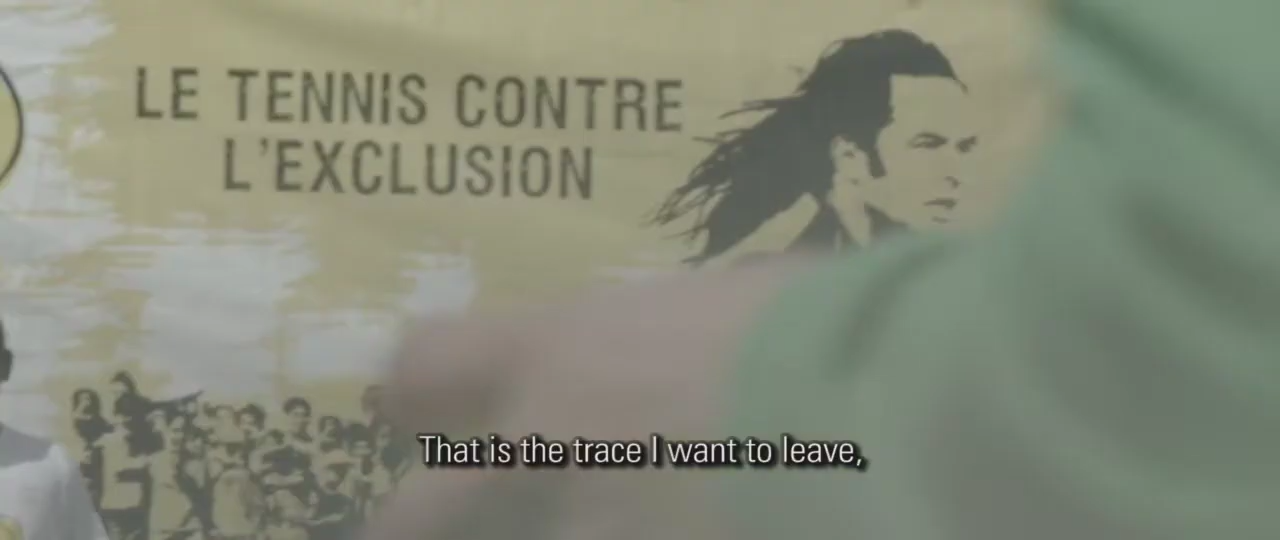 LE TENNIS CONTRE
L'EXCLUSION
That is the trace I want to leave,